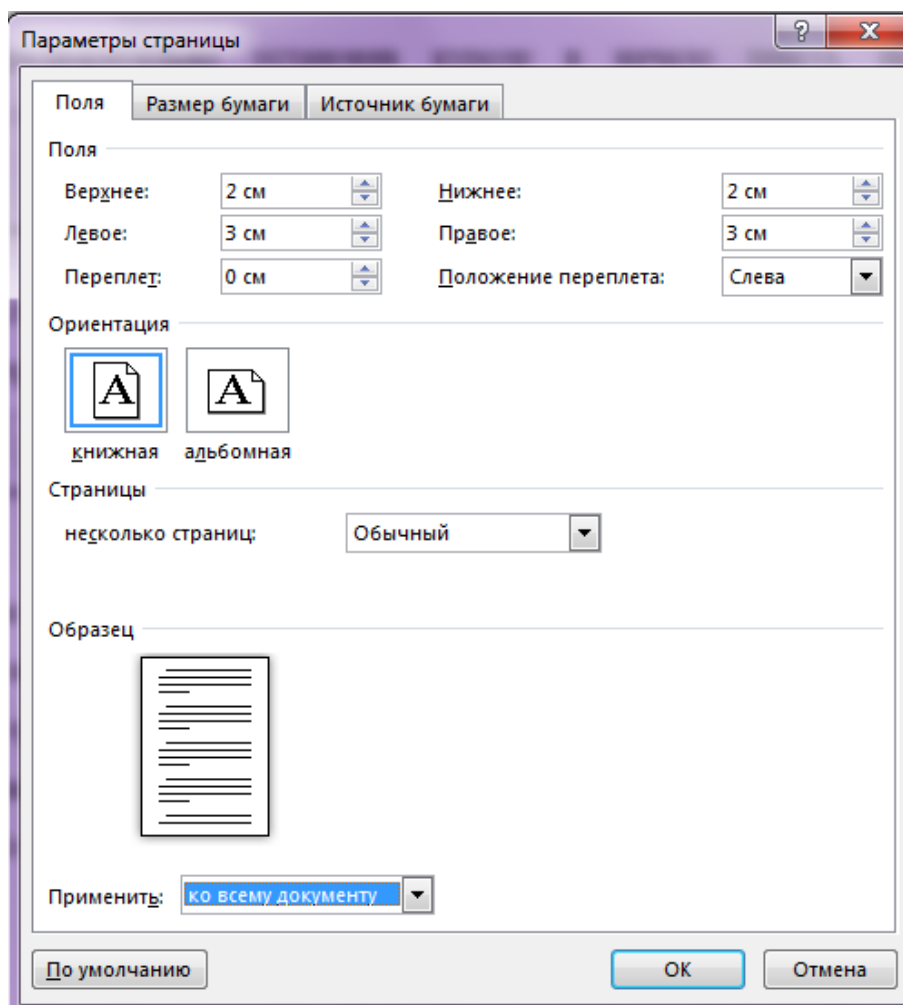 Параметры страницы
Поля Размер бумаги Источник бумаги
Поля
Верхнее: 2 см Нижнее: 2 см
Левое: 3 см Правое: 3 см
Переплет: 0 см Положение переплета: Слева
Ориентация
A A
книжная альбомная
Страницы
несколько страниц: Обычный
Образец
Применить: ко всему документу
По умолчанию ОК Отмена